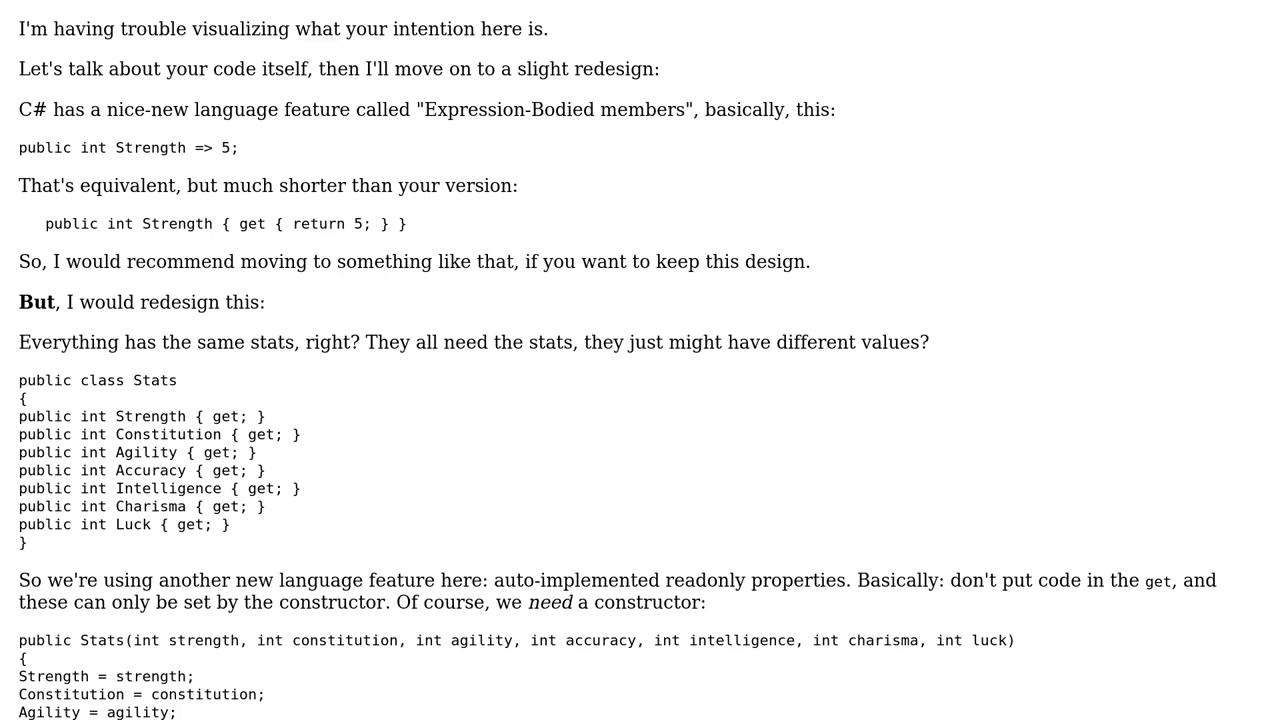 I'm having trouble visualizing what your intention here is.
Let's talk about your code itself, then I'll move on to a slight redesign:
C# has a nice-new language feature called "Expression-Bodied members", basically, this:
public int Strength => 5;
That's equivalent, but much shorter than your version:
public int Strength { get { return 5; } }
So, I would recommend moving to something like that, if you want to keep this design.
But, I would redesign this:
Everything has the same stats, right? They all need the stats, they just might have different values?
public class Stats
{
public int Strength { get; }
public int Constitution { get; }
public int Agility { get; }
public int Accuracy { get; }
public int Intelligence { get; }
public int Charisma { get; }
public int Luck { get; }
}
So we're using another new language feature here: auto-implemented readonly properties. Basically: don't put code in the get, and
these can only be set by the constructor. Of course, we need a constructor:
public Stats(int strength, int constitution, int agility, int accuracy, int intelligence, int charisma, int luck)
{
Strength = strength;
Constitution = constitution;
Agility = agility;